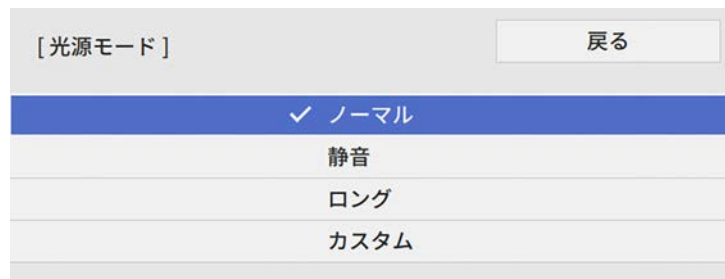 [光源モード]
戻る
ノーマル
静音
ロング
カスタム